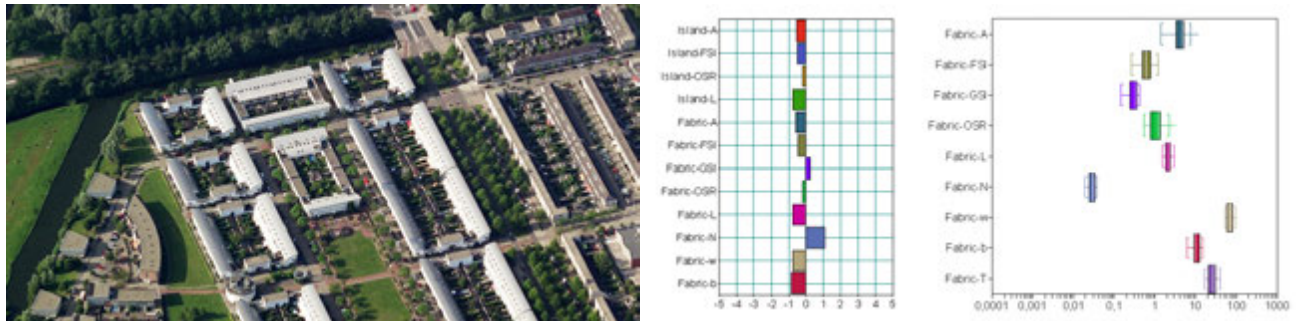 Island-A
Island-FSI
Island-OSR
Island-L
Fabric-A
Fabric-FSI
Fabric-GSI
Fabric-OSR
Fabric-L
Fabric-N
Fabric-w
Fabric-b
-5 -4 -3 -2 -1 0 1 2 3 4 5
Fabric-A
Fabric-FSI
Fabric-GSI
Fabric-OSR
Fabric-L
Fabric-N
Fabric-w
Fabric-b
Fabric-T
0,0001 0,01 0,1 1 10 100 1000